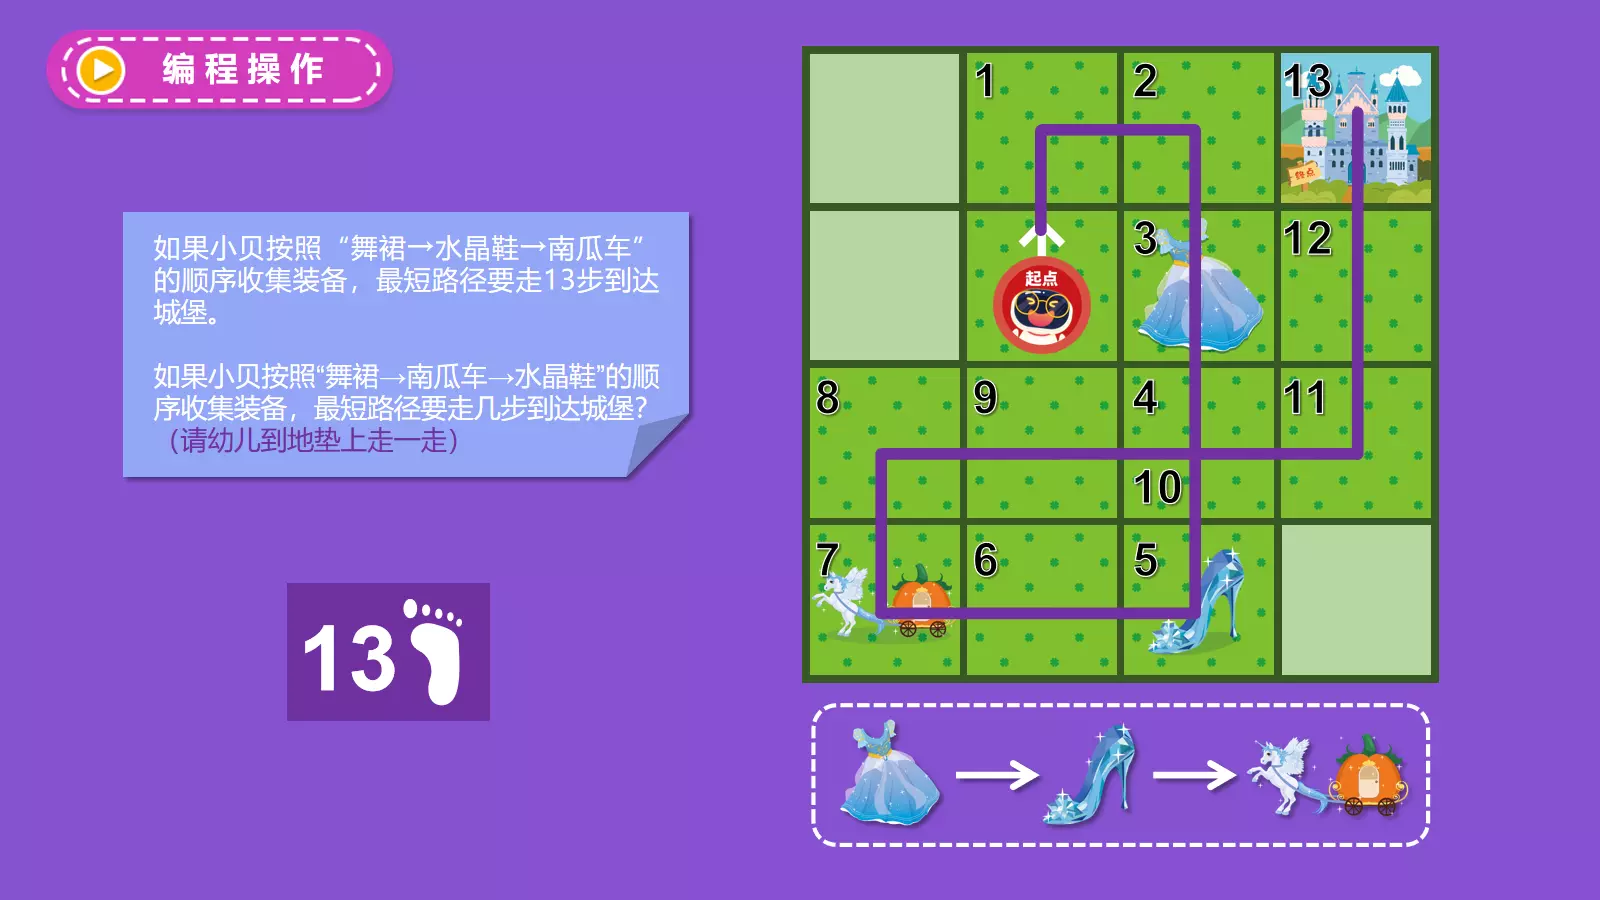 编程操作
如果小贝按照“舞裙→水晶鞋→南瓜车”
的顺序收集装备，最短路径要走13步到达
城堡。
如果小贝按照“舞裙→南瓜车→水晶鞋”的顺
序收集装备，最短路径要走几步到达城堡？
（请幼儿到地垫上走一走）
13
1
2
13
终点
起点
3
12
8
9
4
11
10
7
6
5